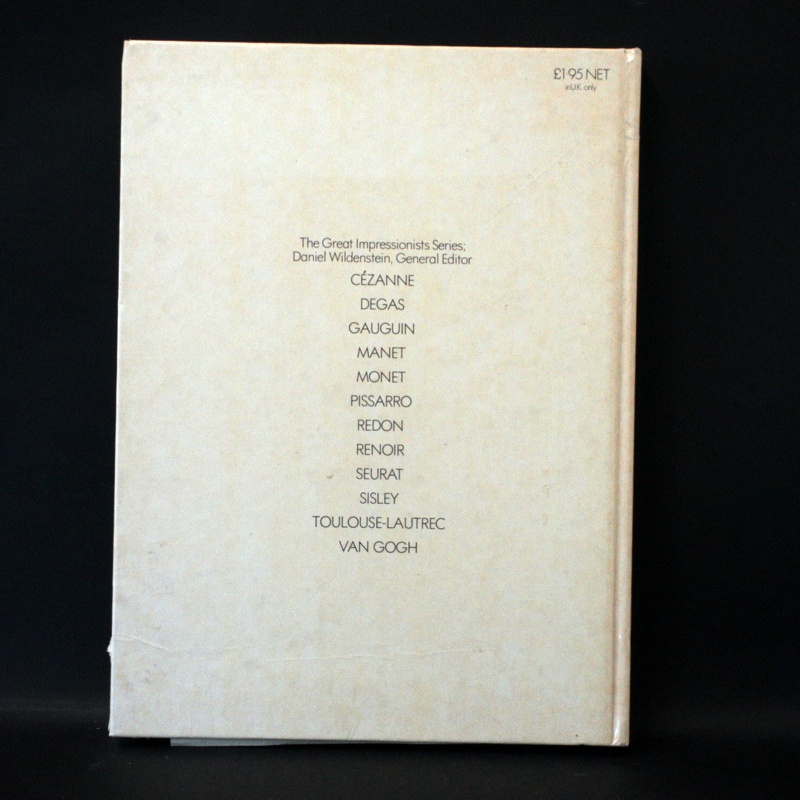 £1·95 NET
in U.K. only
The Great Impressionists Series;
Daniel Wildenstein, General Editor
CÉZANNE
DEGAS
GAUGUIN
MANET
MONET
PISSARRO
REDON
RENOIR
SEURAT
SISLEY
TOULOUSE-LAUTREC
VAN GOGH